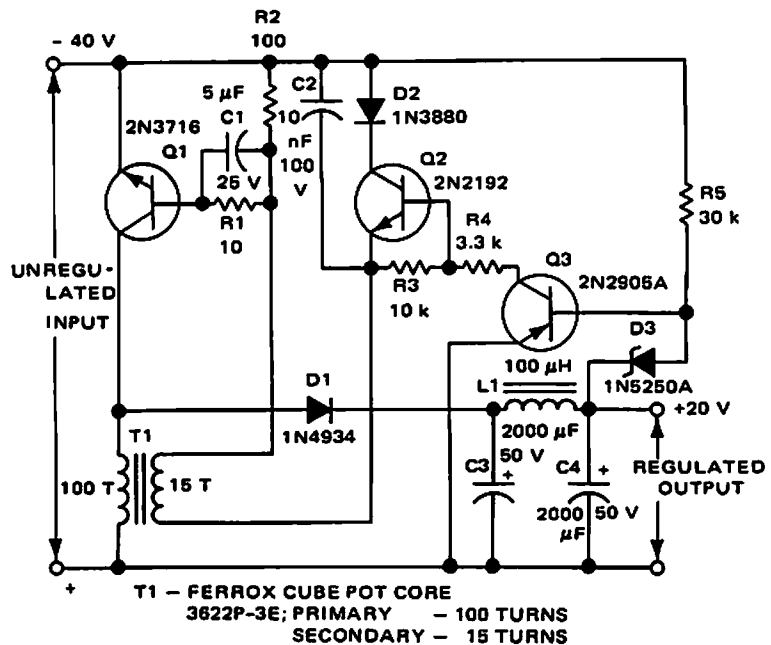 R2
100
– 40 V
C2
D2
1N3880
5 µF
C1
10
nF
100
V
2N3716
Q1
25 V
R1
10
Q2
2N2192
R4
3.3 k
R5
30 k
UNREGU-
LATED
INPUT
R3
10 k
Q3
2N2905A
D3
1N5250A
100 µH
L1
D1
1N4934
+20 V
T1
100 T
15 T
2000 µF
50 V
C3
+
C4
+
2000
µF
50 V
REGULATED
OUTPUT
+
T1 – FERROX CUBE POT CORE
3622P-3E; PRIMARY – 100 TURNS
SECONDARY – 15 TURNS